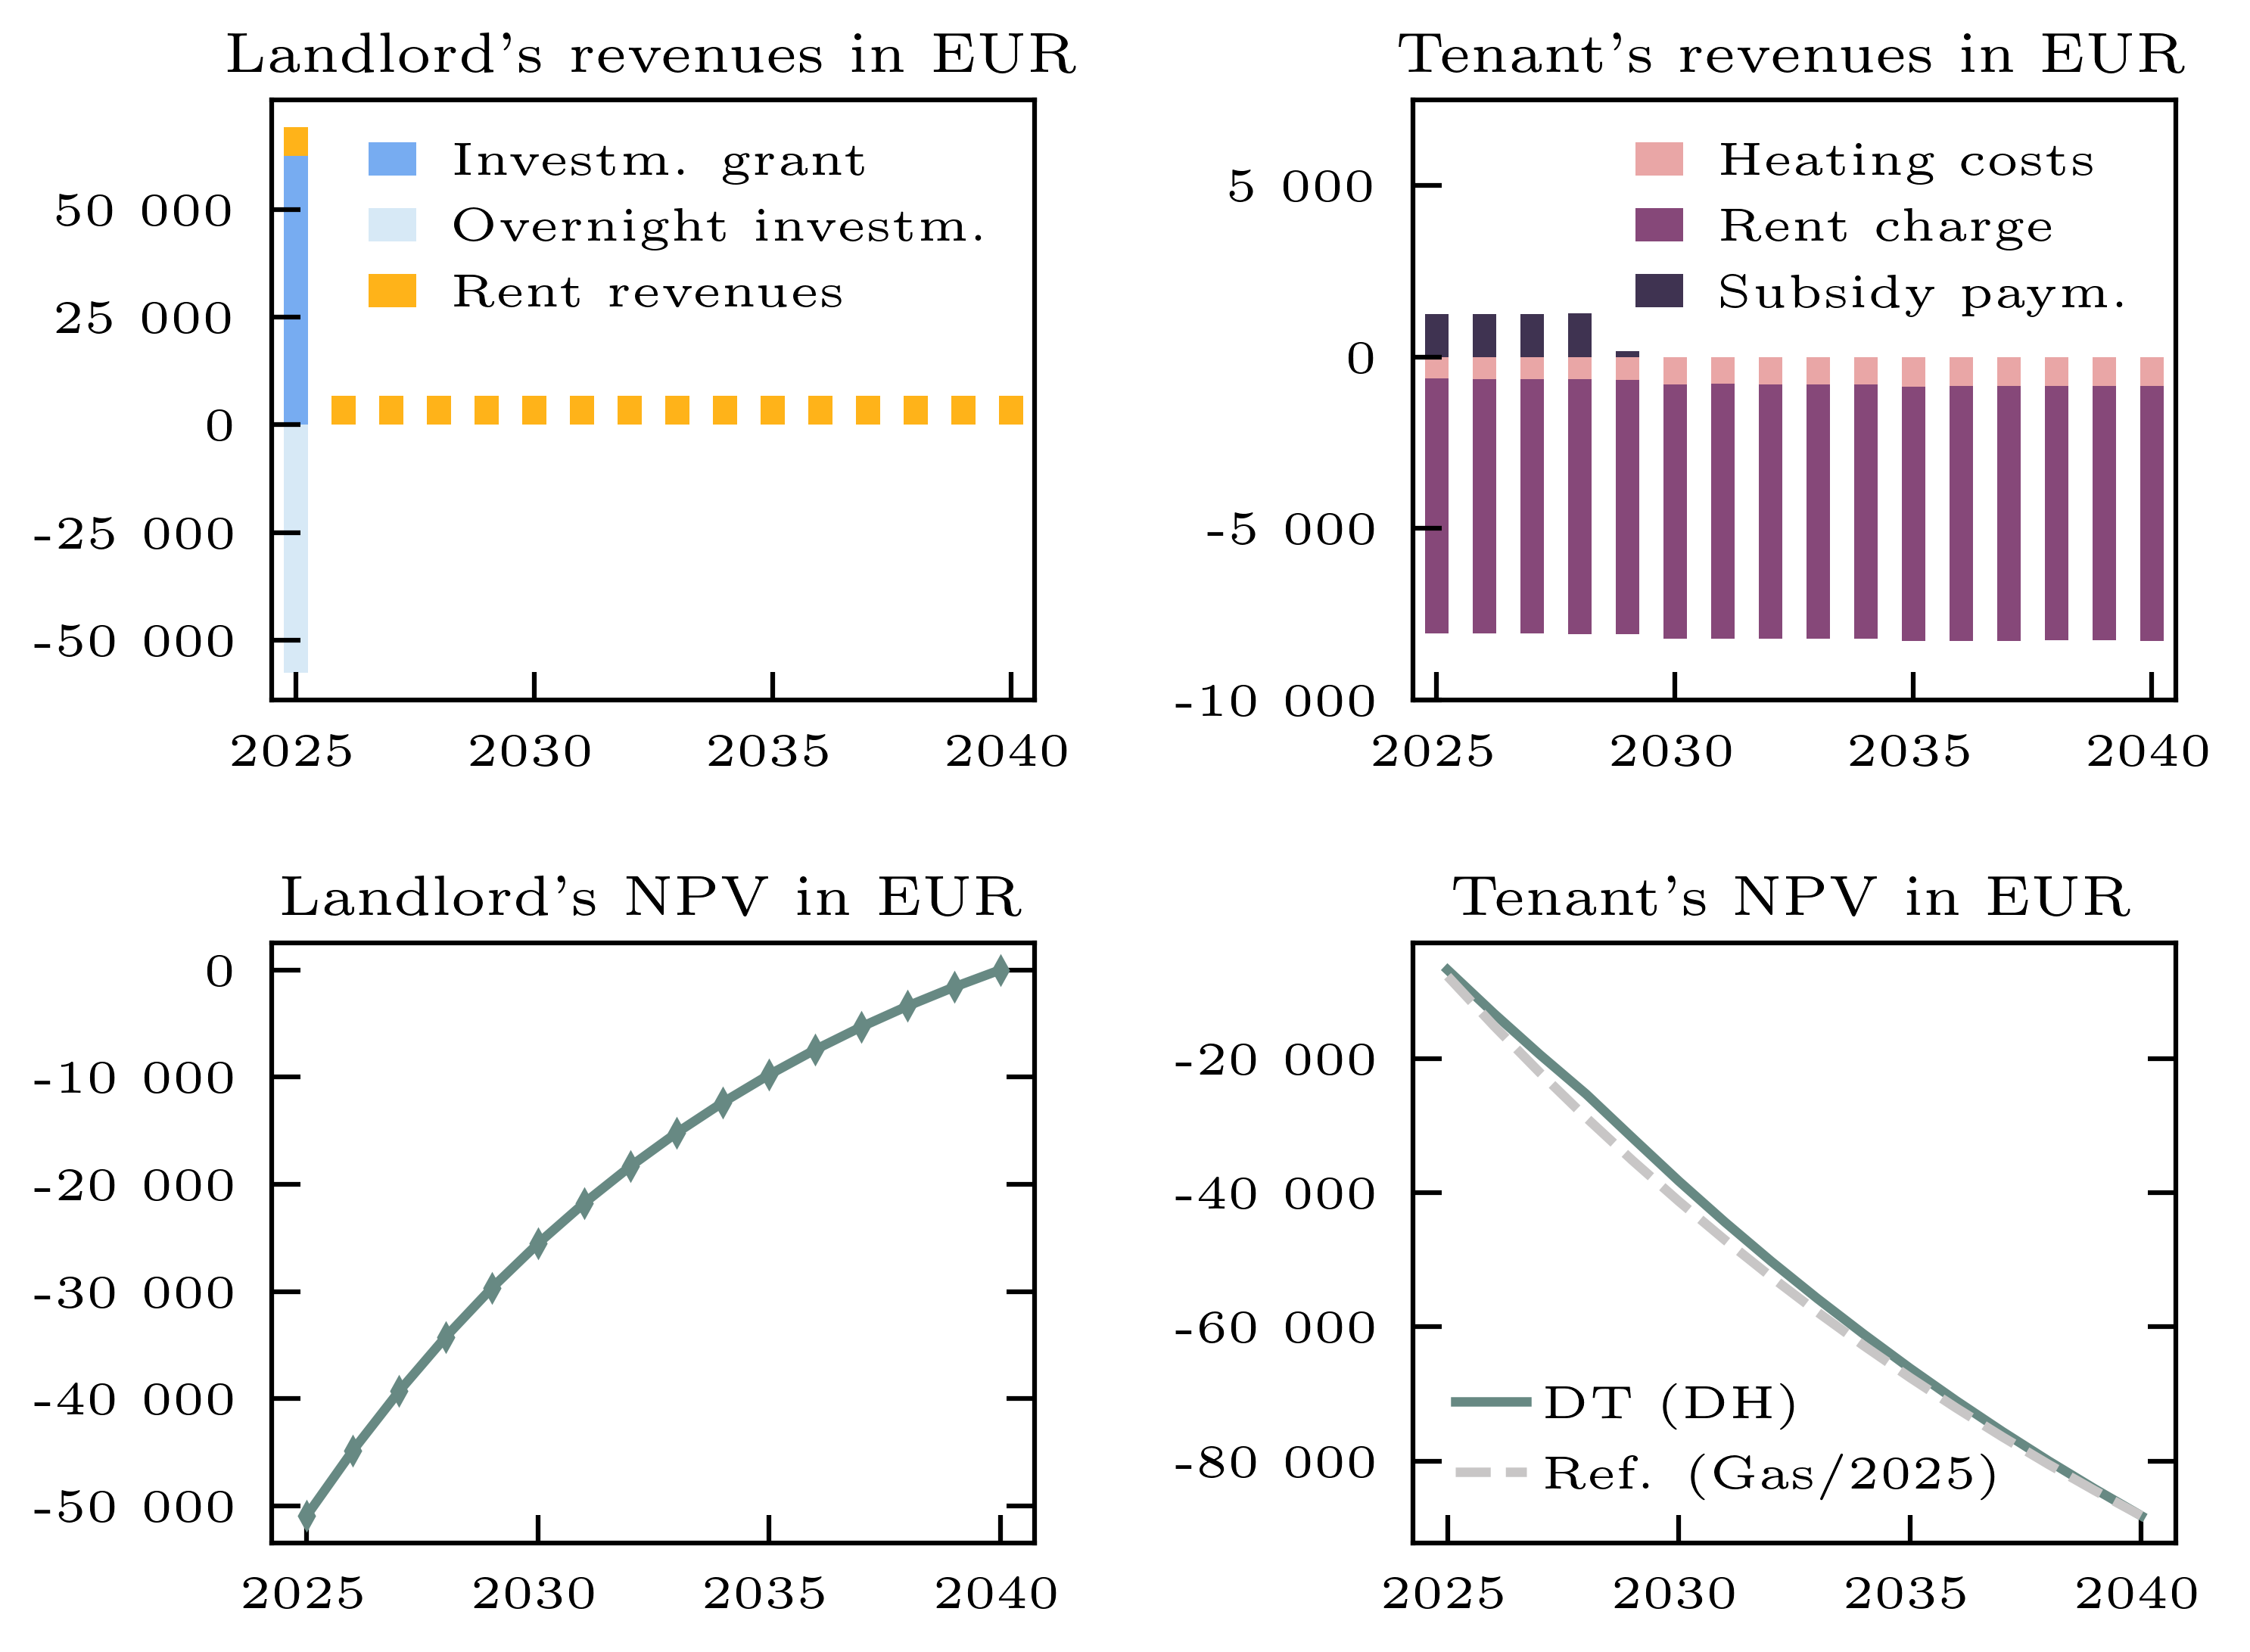 Landlord's revenues in EUR
Investm. grant
Overnight investm.
Rent revenues
50 000
25 000
0
-25 000
-50 000
2025 2030 2035 2040
Tenant's revenues in EUR
Heating costs
Rent charge
Subsidy paym.
5 000
0
-5 000
-10 000
2025 2030 2035 2040
Landlord's NPV in EUR
0
-10 000
-20 000
-30 000
-40 000
-50 000
2025 2030 2035 2040
Tenant's NPV in EUR
-20 000
-40 000
-60 000
-80 000
DT (DH)
Ref. (Gas/2025)
2025 2030 2035 2040